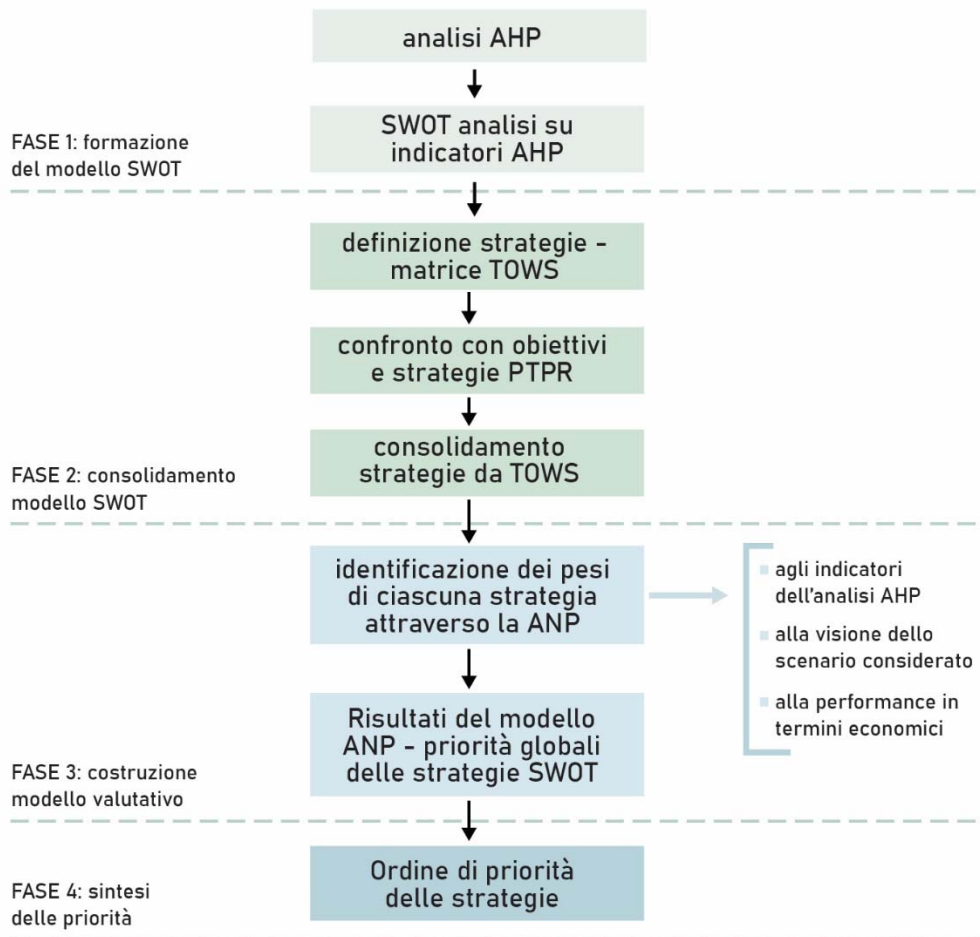 analisi AHP
SWOT analisi su
indicatori AHP
FASE 1: formazione
del modello SWOT
definizione strategie -
matrice TOWS
confronto con obiettivi
e strategie PTPR
consolidamento
strategie da TOWS
FASE 2: consolidamento
modello SWOT
identificazione dei pesi
di ciascuna strategia
attraverso la ANP
agli indicatori
dell'analisi AHP
alla visione dello
scenario considerato
alla performance in
termini economici
Risultati del modello
ANP - priorità globali
delle strategie SWOT
FASE 3: costruzione
modello valutativo
Ordine di priorità
delle strategie
FASE 4: sintesi
delle priorità